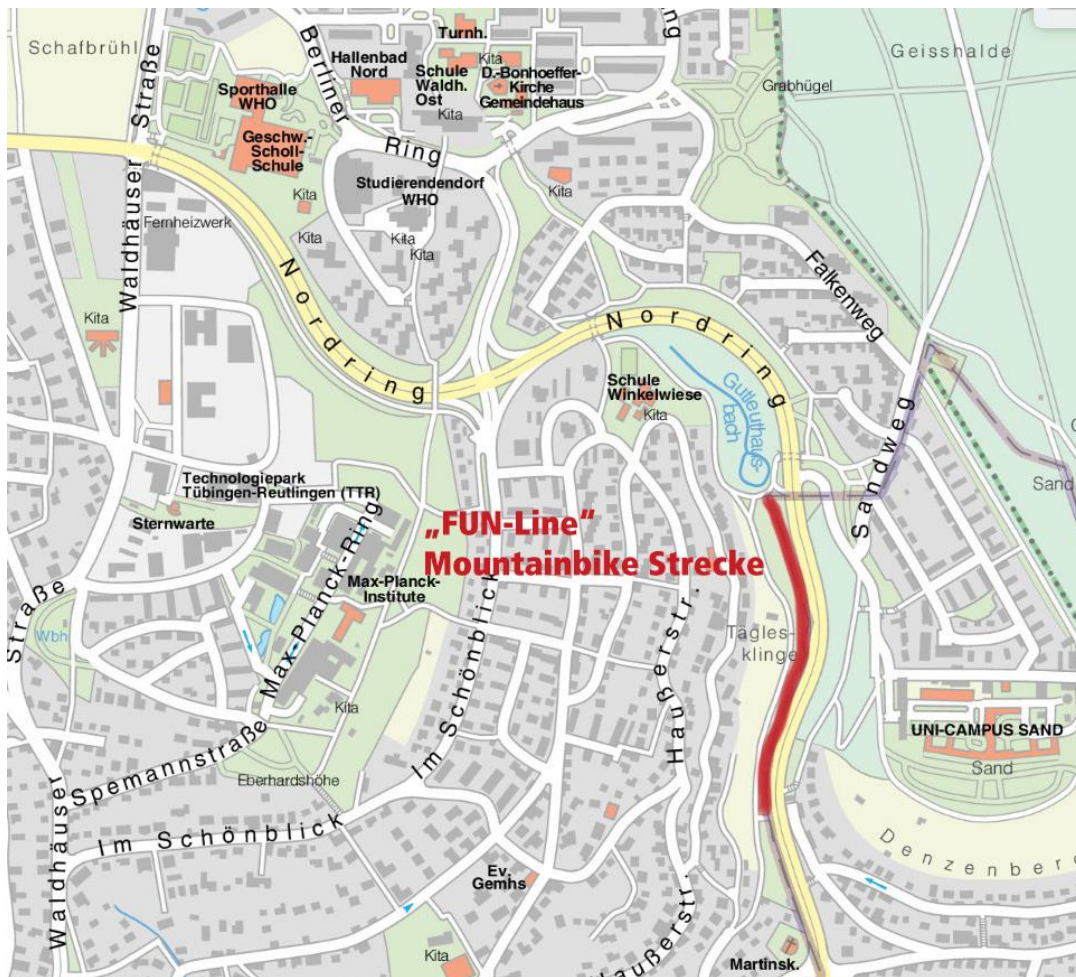 Schafbrühl
Waldhäuser Straße
Berliner Ring
Hallenbad
Nord
Turnh.
Schule
Waldh.
Ost
Kita
D.-Bonhoeffer-
Kirche
Gemeindehaus
Geisshalde
Grabhügel
Sporthalle
WHO
Geschw.-
Scholl-
Schule
Kita
Kita
Studierendendorf
WHO
Kita
Kita
Kita
Fernheizwerk
Nordring
Nordring
Falkenweg
Kita
Schule
Winkelwiese
Kita
Gutleuthaus-
bach
Sandweg
Sand
Technologiepark
Tübingen-Reutlingen (TTR)
Sternwarte
Max-Planck-Ring
„FUN-Line“
Mountainbike Strecke
Max-Planck-
Institute
Straße
Wbh
Kita
Spemannstraße
Eberhardshöhe
Im Schönblick
Im Schönblick
Waldhäuser
Haußerstr.
Tägles-
klinge
UNI-CAMPUS SAND
Sand
Denzenberg
Ev.
Gemhs
Kita
Haußerstr.
Martinsk.